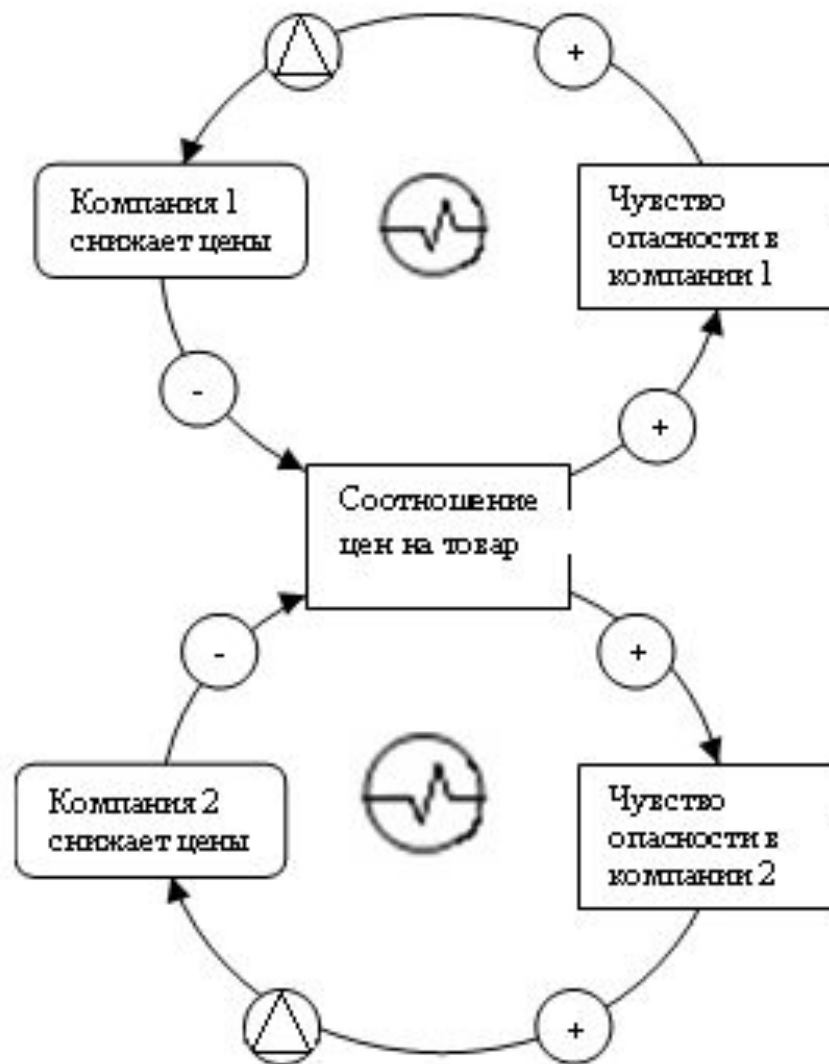 +
Компания 1
снижает цены
Чувство
опасности в
компании 1
-
+
Соотношение
цен на товар
-
+
Компания 2
снижает цены
Чувство
опасности в
компании 2
+